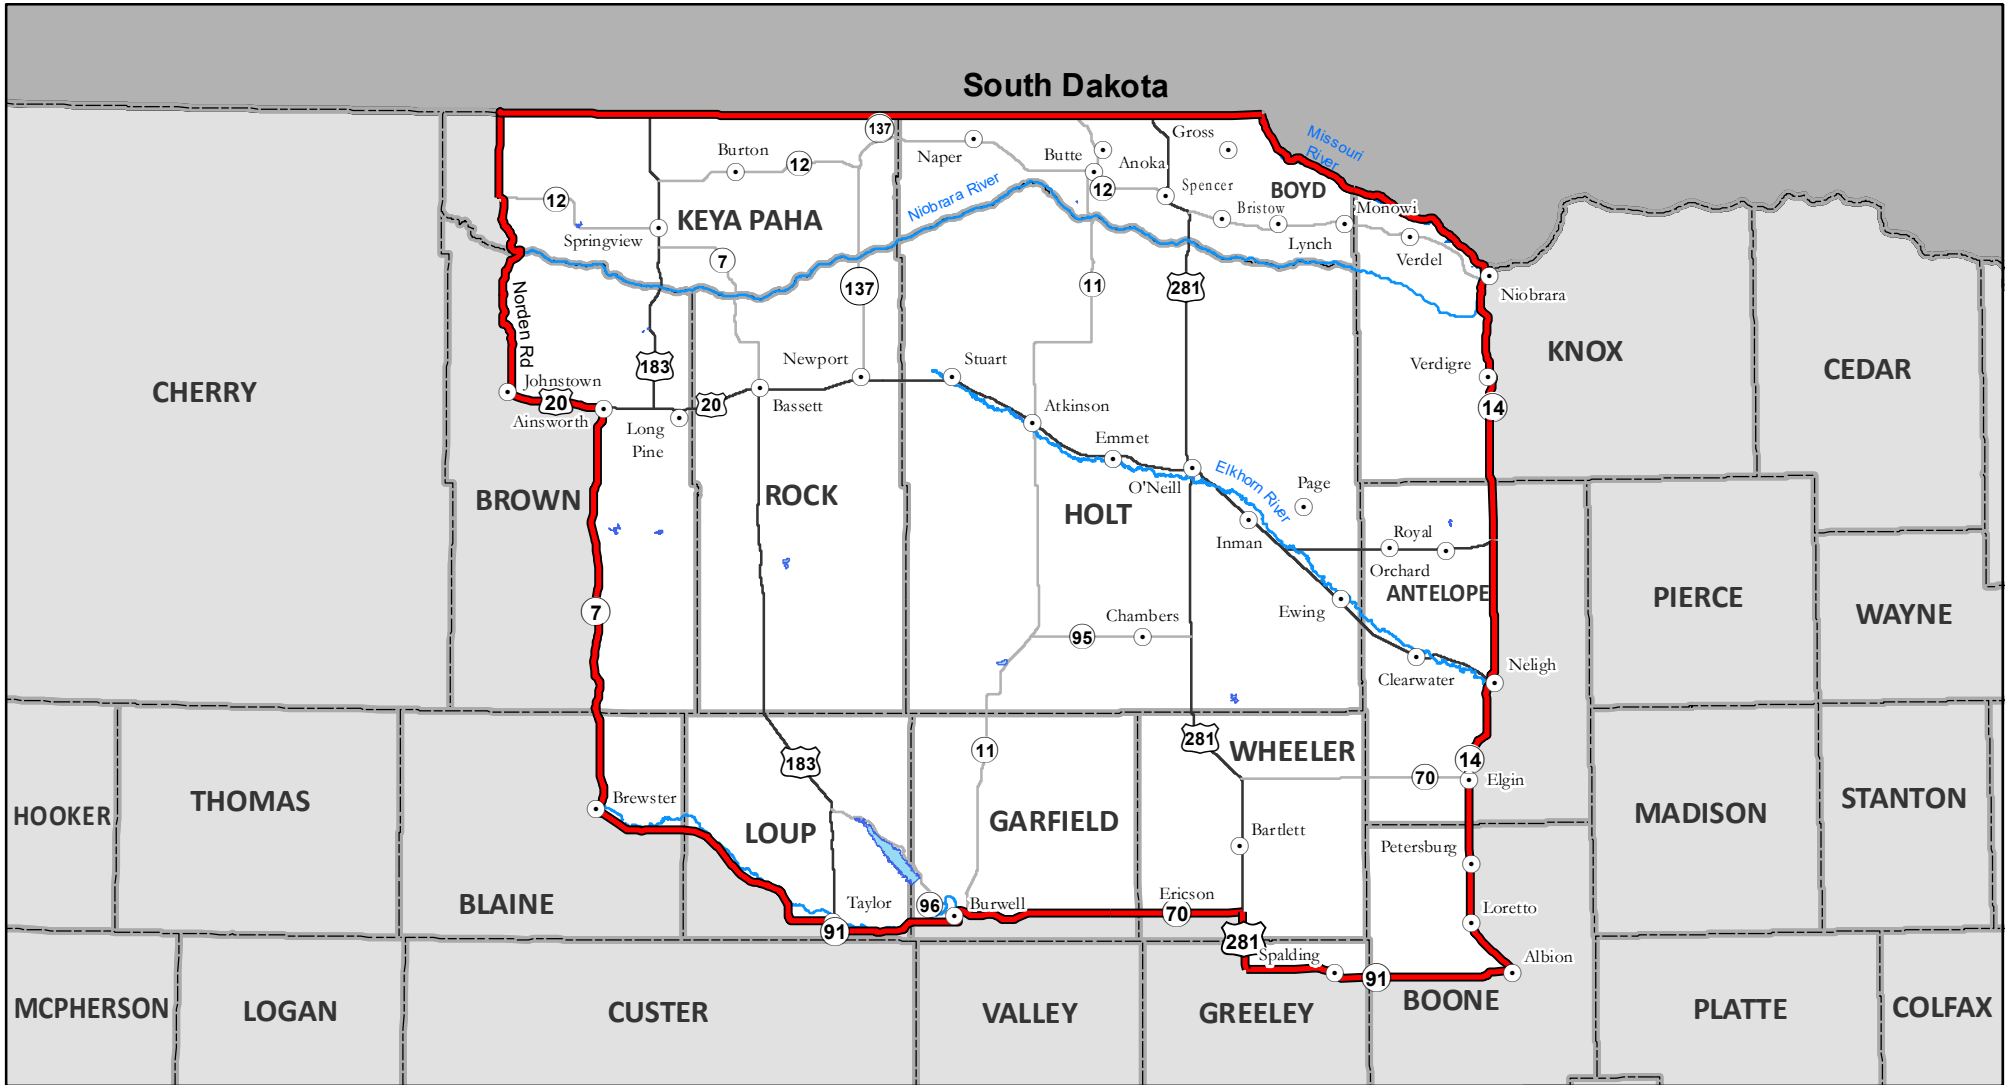 South Dakota
137
Gross
Missouri
River
Burton
12
Naper
Butte
Anoka
12
12
Spencer
BOYD
Niobrara River
KEYA PAHA
Springview
Bristow
Monowi
Lynch
Verdel
7
137
11
281
Niobrara
Norden Rd
183
Newport
Stuart
Verdigre
KNOX
CEDAR
CHERRY
Johnstown
20
Ainsworth
Long
Pine
20
Bassett
Atkinson
14
Emmet
Elkhorn River
O'Neill
Page
BROWN
ROCK
HOLT
Inman
Royal
Orchard
ANTELOPE
PIERCE
WAYNE
7
Ewing
Chambers
95
Clearwater
Neligh
281
WHEELER
11
183
14
70
Elgin
HOOKER
THOMAS
Brewster
LOUP
GARFIELD
Bartlett
MADISON
STANTON
Petersburg
BLAINE
Taylor
96
Burwell
Ericson
70
Loretto
91
281
Spalding
91
Albion
MCPHERSON
LOGAN
CUSTER
VALLEY
GREELEY
BOONE
PLATTE
COLFAX